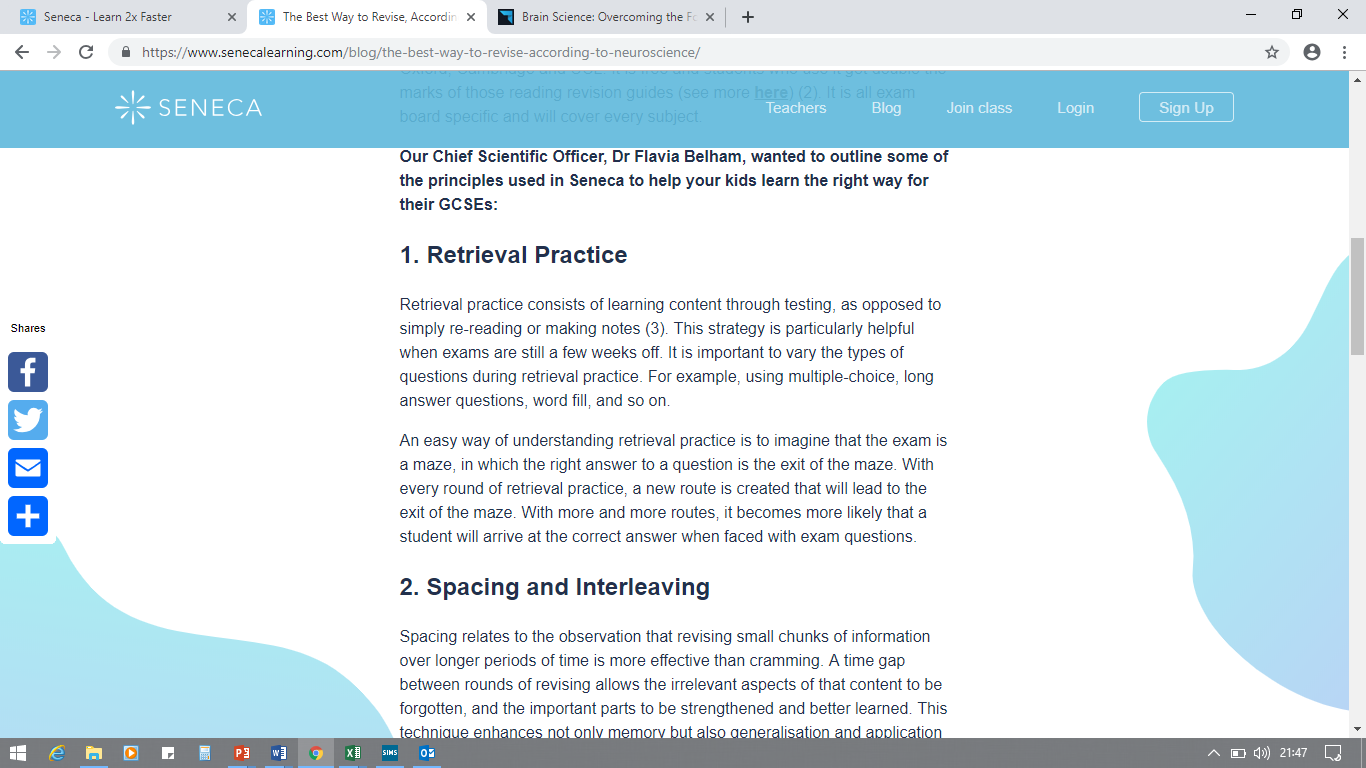 Seneca - Learn 2x Faster
The Best Way to Revise, Accordin
Brain Science: Overcoming the Fo
https://www.senecalearning.com/blog/the-best-way-to-revise-according-to-neuroscience/
SENECA
Teachers
Blog
Join class
Login
Sign Up
marks of those reading revision guides (see more here) (2). It is all exam
board specific and will cover every subject.
Our Chief Scientific Officer, Dr Flavia Belham, wanted to outline some of
the principles used in Seneca to help your kids learn the right way for
their GCSEs:
1. Retrieval Practice
Retrieval practice consists of learning content through testing, as opposed to
simply re-reading or making notes (3). This strategy is particularly helpful
when exams are still a few weeks off. It is important to vary the types of
questions during retrieval practice. For example, using multiple-choice, long
answer questions, word fill, and so on.
An easy way of understanding retrieval practice is to imagine that the exam is
a maze, in which the right answer to a question is the exit of the maze. With
every round of retrieval practice, a new route is created that will lead to the
exit of the maze. With more and more routes, it becomes more likely that a
student will arrive at the correct answer when faced with exam questions.
2. Spacing and Interleaving
Spacing relates to the observation that revising small chunks of information
over longer periods of time is more effective than cramming. A time gap
between rounds of revising allows the irrelevant aspects of that content to be
forgotten, and the important parts to be strengthened and better learned. This
technique enhances not only memory but also generalisation and application
Shares
SIMS
21:47